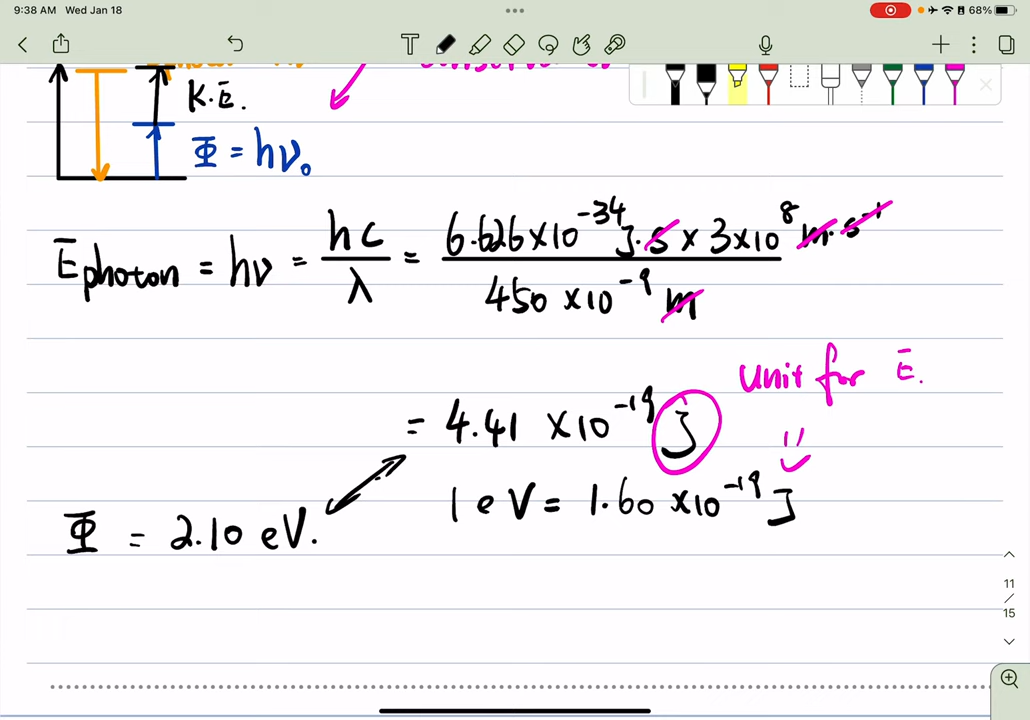 9:38 AM Wed Jan 18
68%
K.E.
Φ = hν₀
E photon = hν = hc / λ = 6.626 × 10⁻³⁴ J·s × 3 × 10⁸ m·s⁻¹ / 450 × 10⁻⁹ m
unit for E.
= 4.41 × 10⁻¹⁹ J
1 eV = 1.60 × 10⁻¹⁹ J
Φ = 2.10 eV.
11
/
15